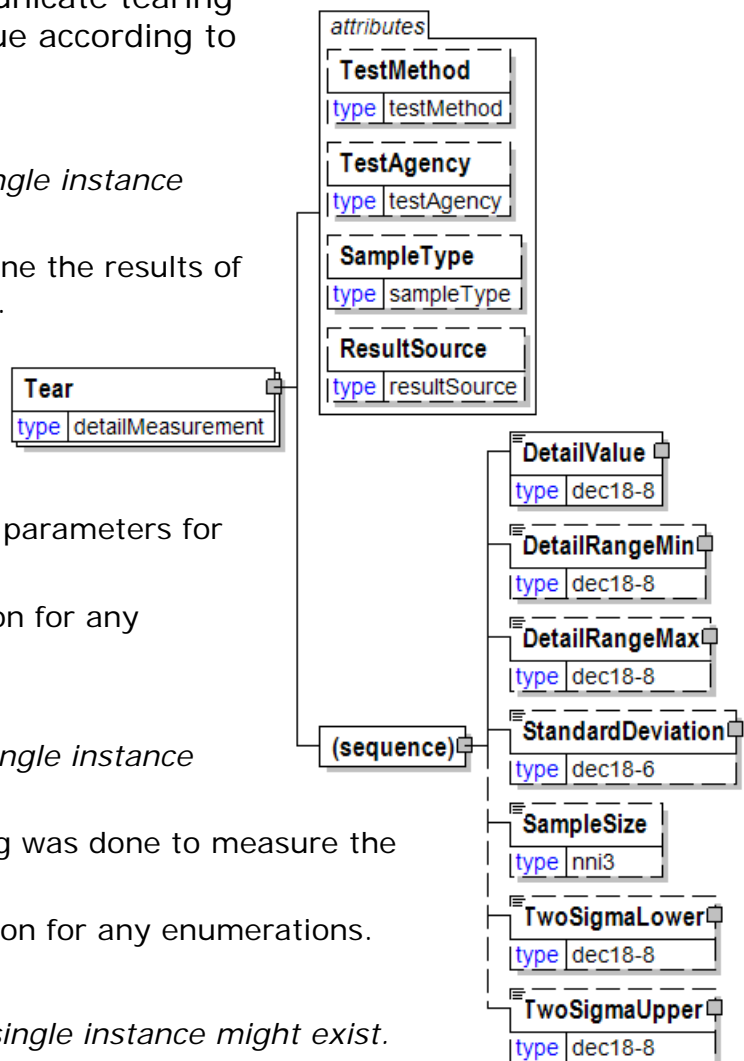 unicate tearing
ue according to
ngle instance
ne the results of
.
parameters for
on for any
ngle instance
g was done to measure the
on for any enumerations.
single instance might exist.
attributes
TestMethod
type testMethod
TestAgency
type testAgency
SampleType
type sampleType
ResultSource
type resultSource
Tear
type detailMeasurement
(sequence)
DetailValue
type dec18-8
DetailRangeMin
type dec18-8
DetailRangeMax
type dec18-8
StandardDeviation
type dec18-6
SampleSize
type nni3
TwoSigmaLower
type dec18-8
TwoSigmaUpper
type dec18-8